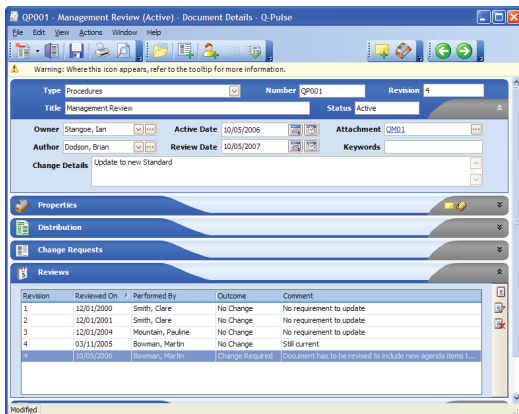 QP001 - Management Review (Active) - Document Details - Q-Pulse
File Edit View Actions Window Help
Warning: Where this icon appears, refer to the tooltip for more information.
Type Procedures Number QP001 Revision 4
Title Management Review Status Active
Owner Stangoe, Ian Active Date 10/05/2006 Attachment QM01
Author Dodson, Brian Review Date 10/05/2007 Keywords
Change Details Update to new Standard
Properties
Distribution
Change Requests
Reviews
Revision Reviewed On Performed By Outcome Comment
1 12/01/2000 Smith, Clare No Change No requirement to update
2 12/01/2001 Smith, Clare No Change No requirement to update
3 12/01/2004 Mountain, Pauline No Change No requirement to update
4 03/11/2005 Bowman, Martin No Change Still current
4 10/05/2006 Bowman, Martin Change Required Document has to be revised to include new agenda items t...
Modified